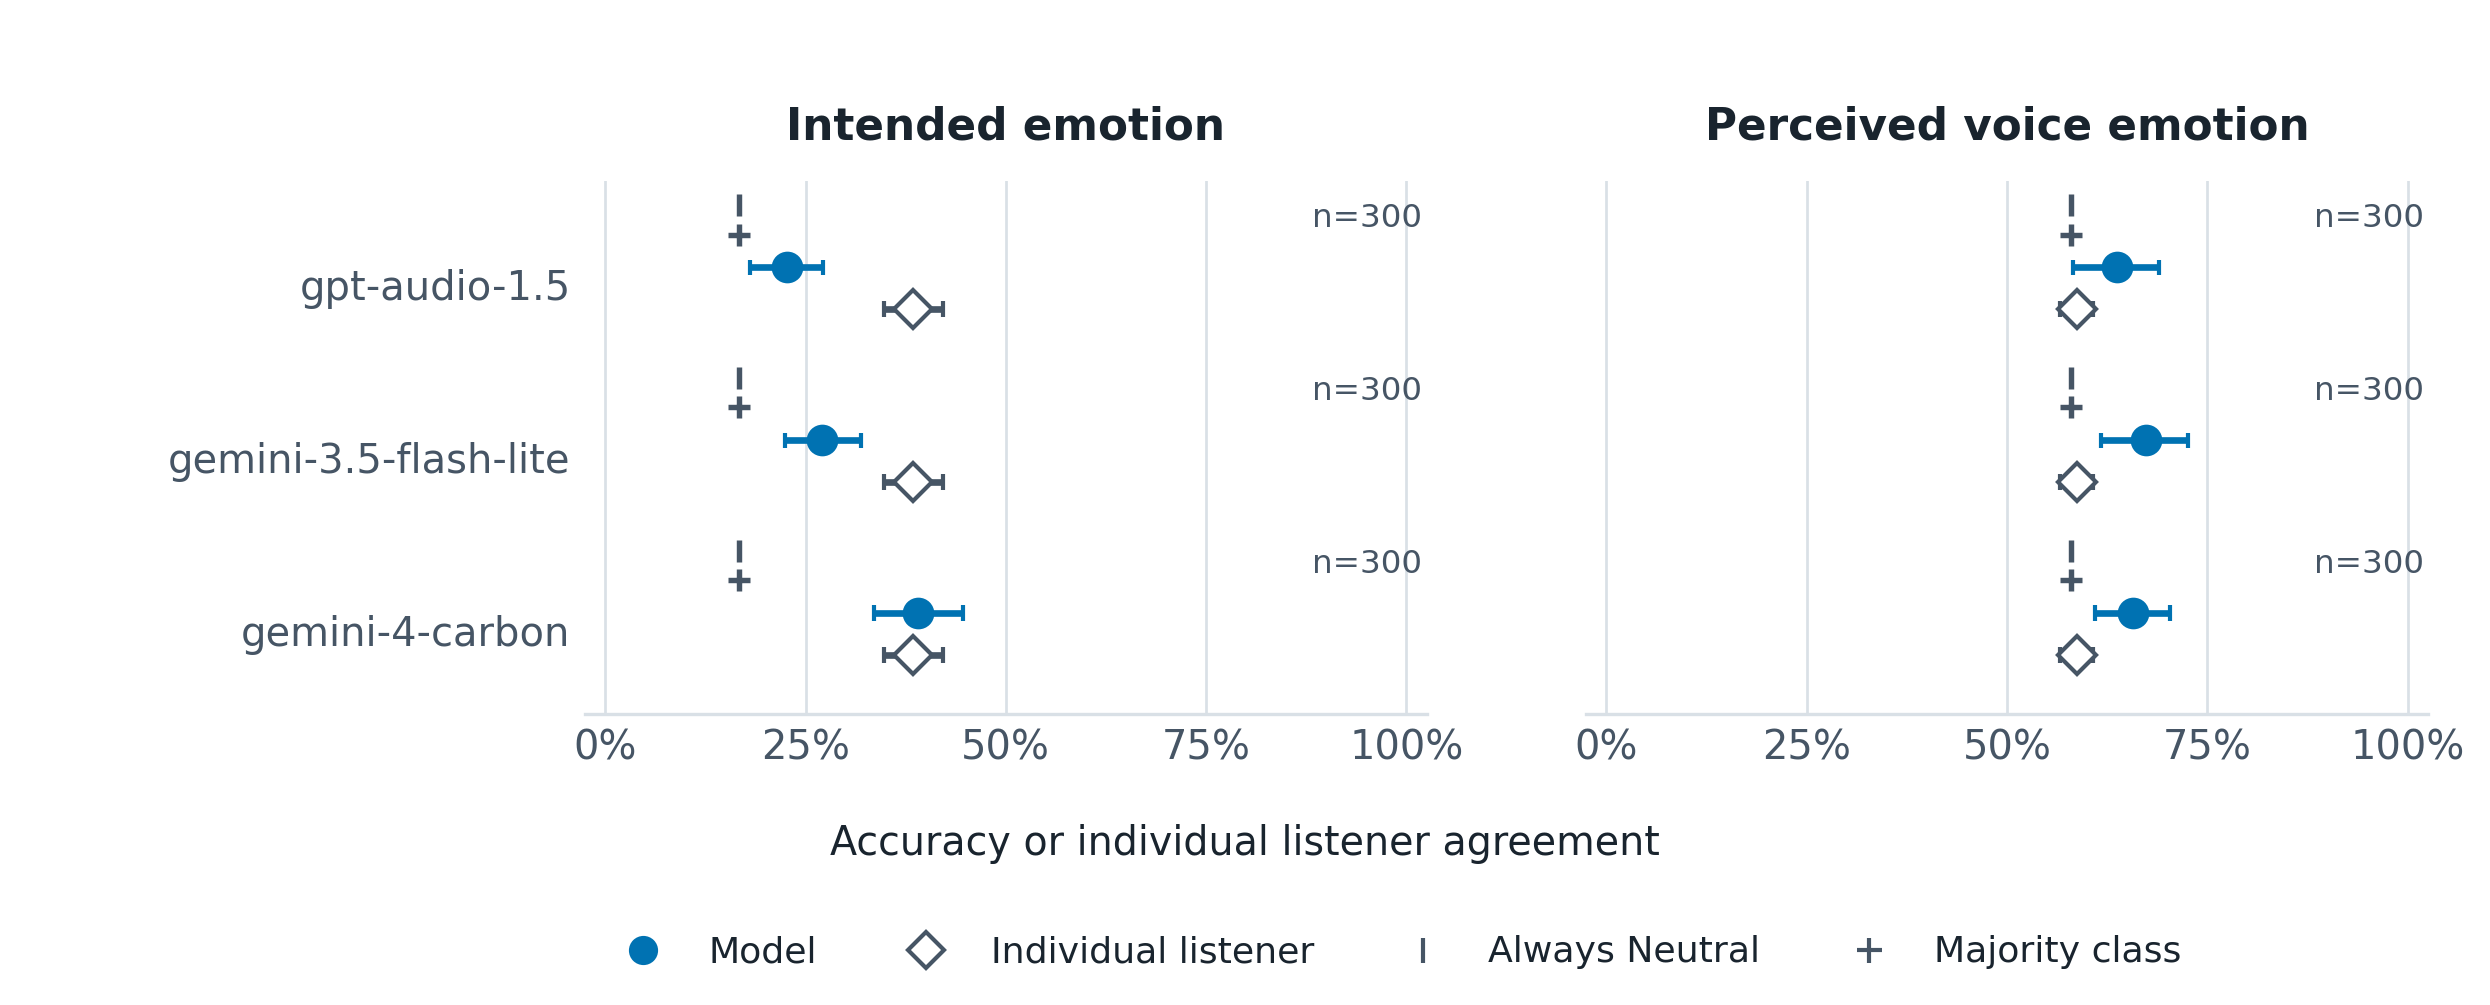 Intended emotion
Perceived voice emotion
n=300
n=300
gpt-audio-1.5
n=300
n=300
gemini-3.5-flash-lite
n=300
n=300
gemini-4-carbon
0% 25% 50% 75% 100%
0% 25% 50% 75% 100%
Accuracy or individual listener agreement
Model
Individual listener
Always Neutral
Majority class